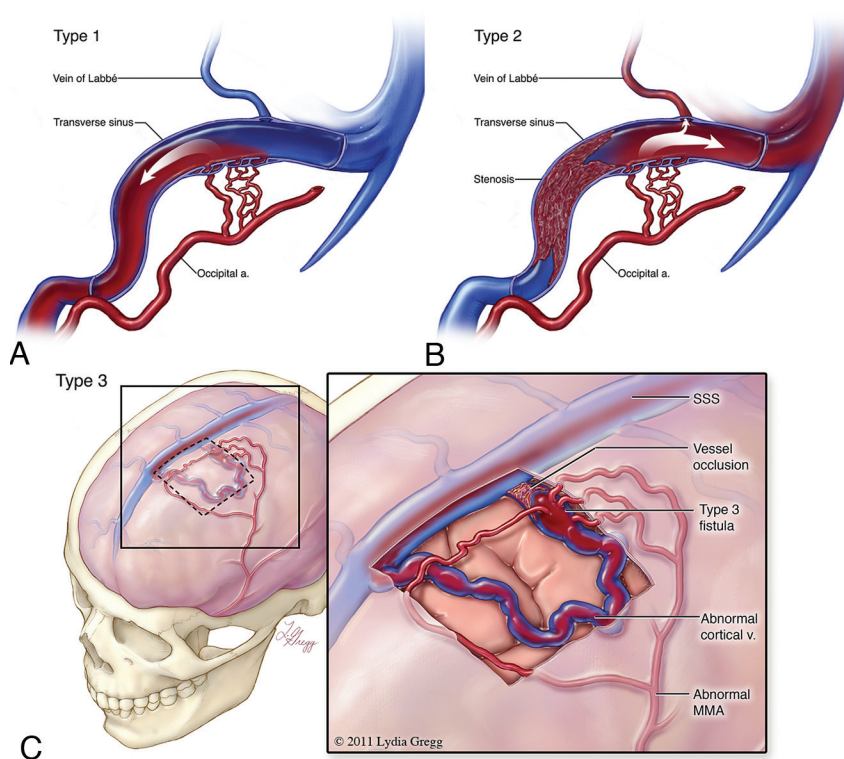 Type 1
Vein of Labbé
Transverse sinus
Occipital a.
A
Type 2
Vein of Labbé
Transverse sinus
Stenosis
Occipital a.
B
Type 3
L. Gregg
C
SSS
Vessel
occlusion
Type 3
fistula
Abnormal
cortical v.
Abnormal
MMA
© 2011 Lydia Gregg